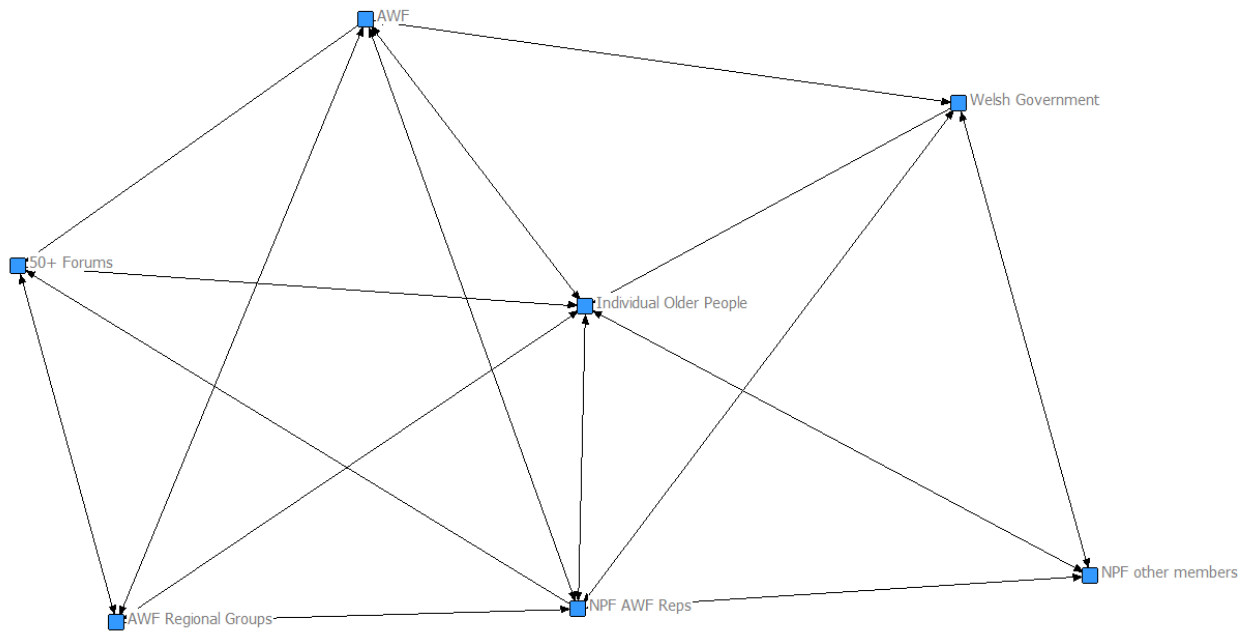 AWF
Welsh Government
50+ Forums
Individual Older People
NPF other members
NPF AWF Reps
AWF Regional Groups